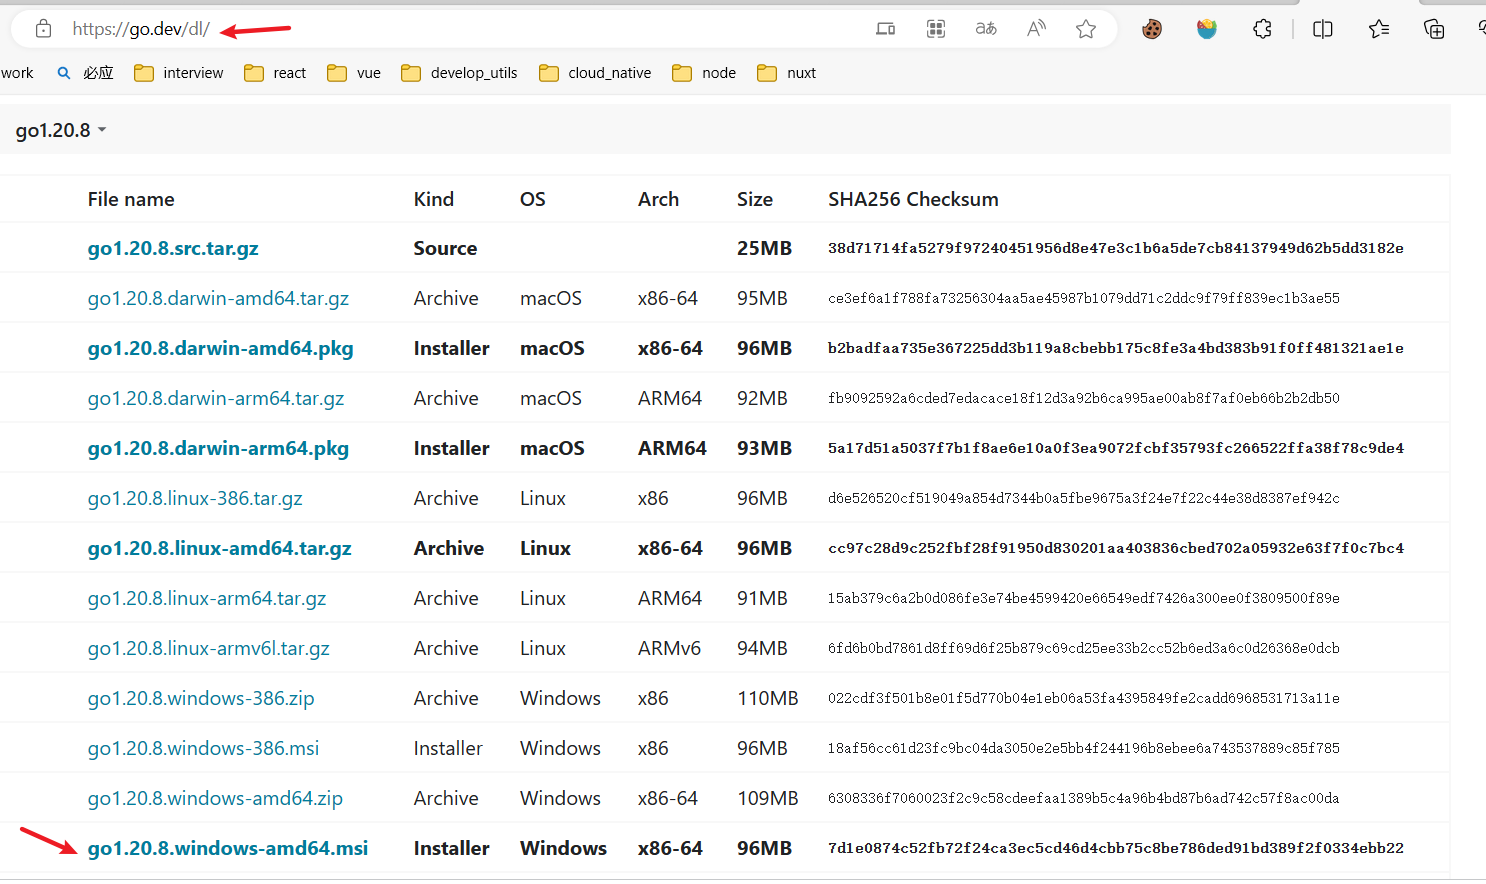 https://go.dev/dl/
work 必应 interview react vue develop_utils cloud_native node nuxt
go1.20.8
File name Kind OS Arch Size SHA256 Checksum
go1.20.8.src.tar.gz Source 25MB 38d71714fa5279f97240451956d8e47e3c1b6a5de7cb84137949d62b5dd3182e
go1.20.8.darwin-amd64.tar.gz Archive macOS x86-64 95MB ce3ef6a1f788fa73256304aa5ae45987b1079dd71c2ddc9f79ff839ec1b3ae55
go1.20.8.darwin-amd64.pkg Installer macOS x86-64 96MB b2badfaa735e367225dd3b119a8cbebb175c8fe3a4bd383b91f0ff481321ae1e
go1.20.8.darwin-arm64.tar.gz Archive macOS ARM64 92MB fb9092592a6cded7edacace18f12d3a92b6ca995ae00ab8f7af0eb66b2b2db50
go1.20.8.darwin-arm64.pkg Installer macOS ARM64 93MB 5a17d51a5037f7b1f8ae6e10a0f3ea9072fcbf35793fc266522ffa38f78c9de4
go1.20.8.linux-386.tar.gz Archive Linux x86 96MB d6e526520cf519049a854d7344b0a5fbe9675a3f24e7f22c44e38d8387ef942c
go1.20.8.linux-amd64.tar.gz Archive Linux x86-64 96MB cc97c28d9c252fbf28f91950d830201aa403836cbed702a05932e63f7f0c7bc4
go1.20.8.linux-arm64.tar.gz Archive Linux ARM64 91MB 15ab379c6a2b0d086fe3e74be4599420e66549edf7426a300ee0f3809500f89e
go1.20.8.linux-armv6l.tar.gz Archive Linux ARMv6 94MB 6fd6b0bd7861d8ff69d6f25b879c69cd25ee33b2cc52b6ed3a6c0d26368e0dcb
go1.20.8.windows-386.zip Archive Windows x86 110MB 022cdf3f501b8e01f5d770b04e1eb06a53fa4395849fe2cadd6968531713a11e
go1.20.8.windows-386.msi Installer Windows x86 96MB 18af56cc61d23fc9bc04da3050e2e5bb4f244196b8ebee6a743537889c85f785
go1.20.8.windows-amd64.zip Archive Windows x86-64 109MB 6308336f7060023f2c9c58cdeefaa1389b5c4a96b4bd87b6ad742c57f8ac00da
go1.20.8.windows-amd64.msi Installer Windows x86-64 96MB 7d1e0874c52fb72f24ca3ec5cd46d4cbb75c8be786ded91bd389f2f0334ebb22